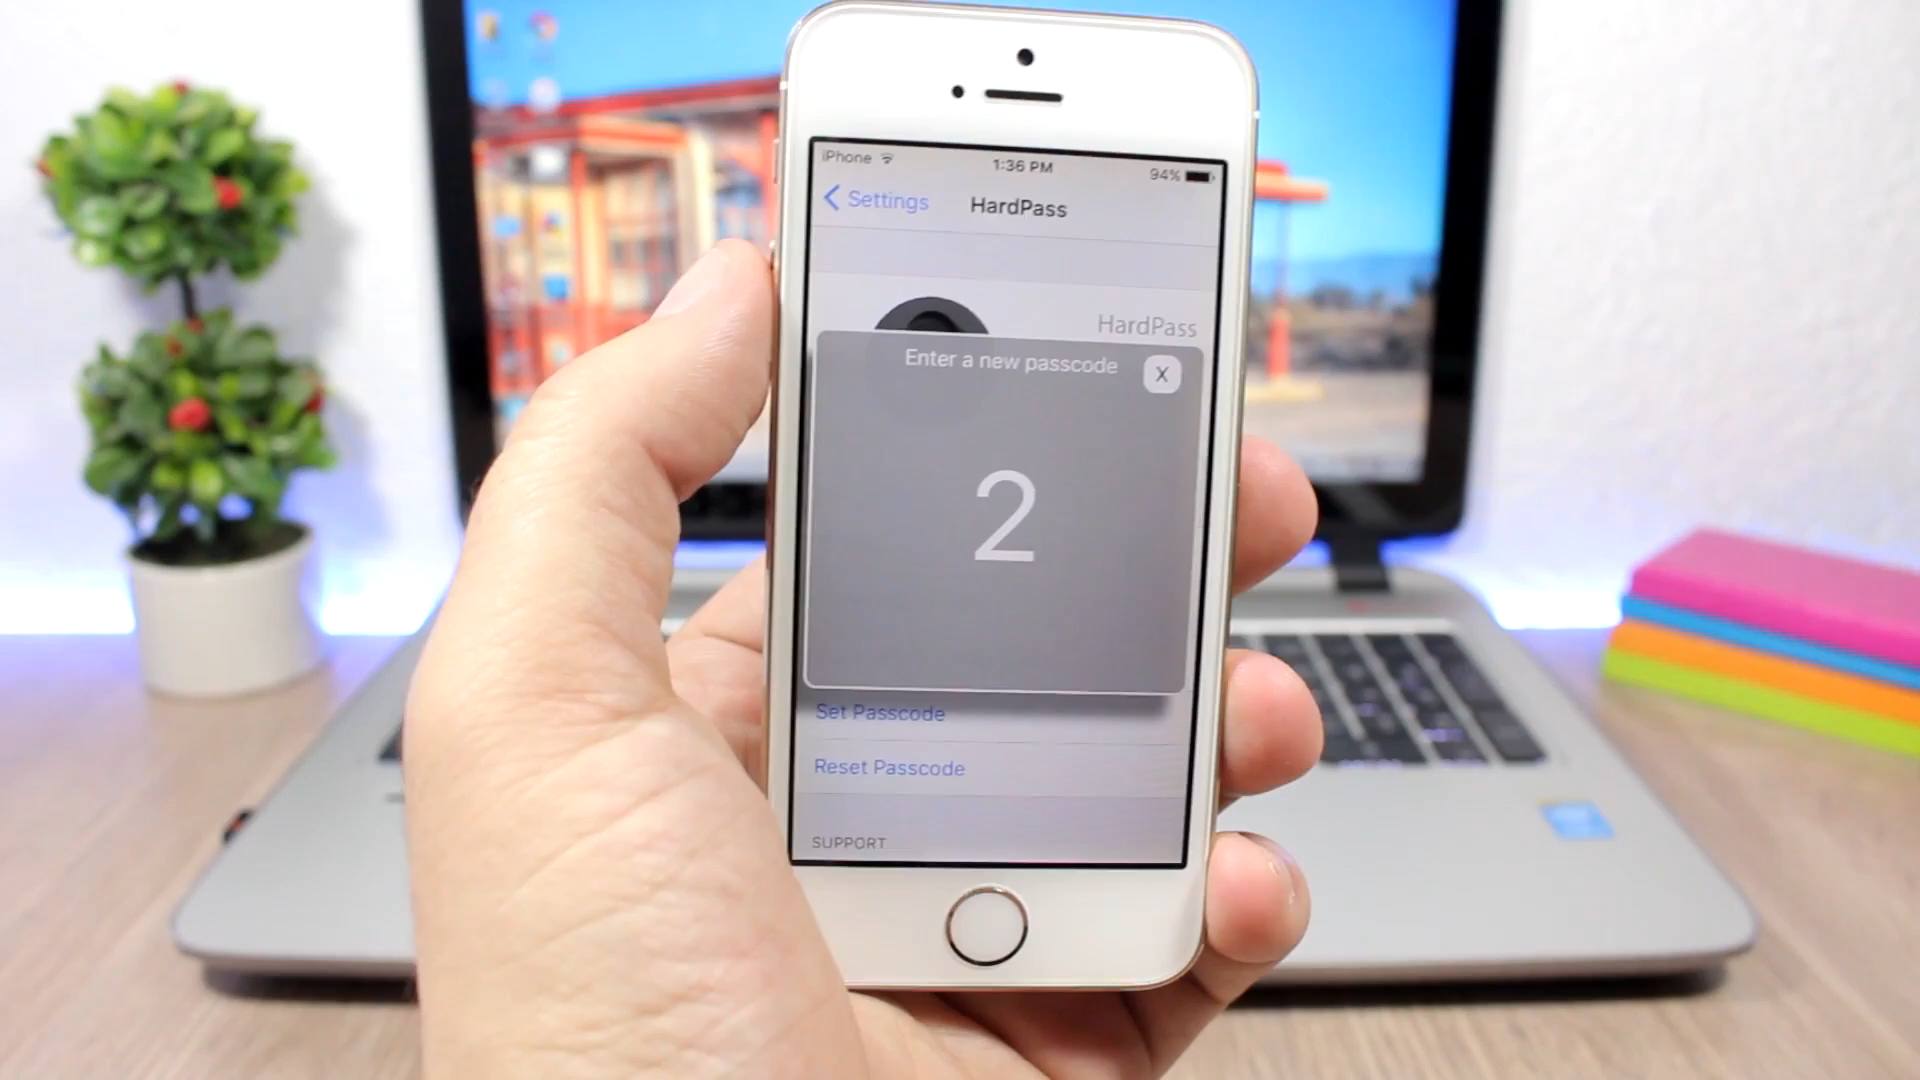 iPhone
1:36 PM
94%
Settings
HardPass
HardPass
Enter a new passcode
X
2
Set Passcode
Reset Passcode
SUPPORT